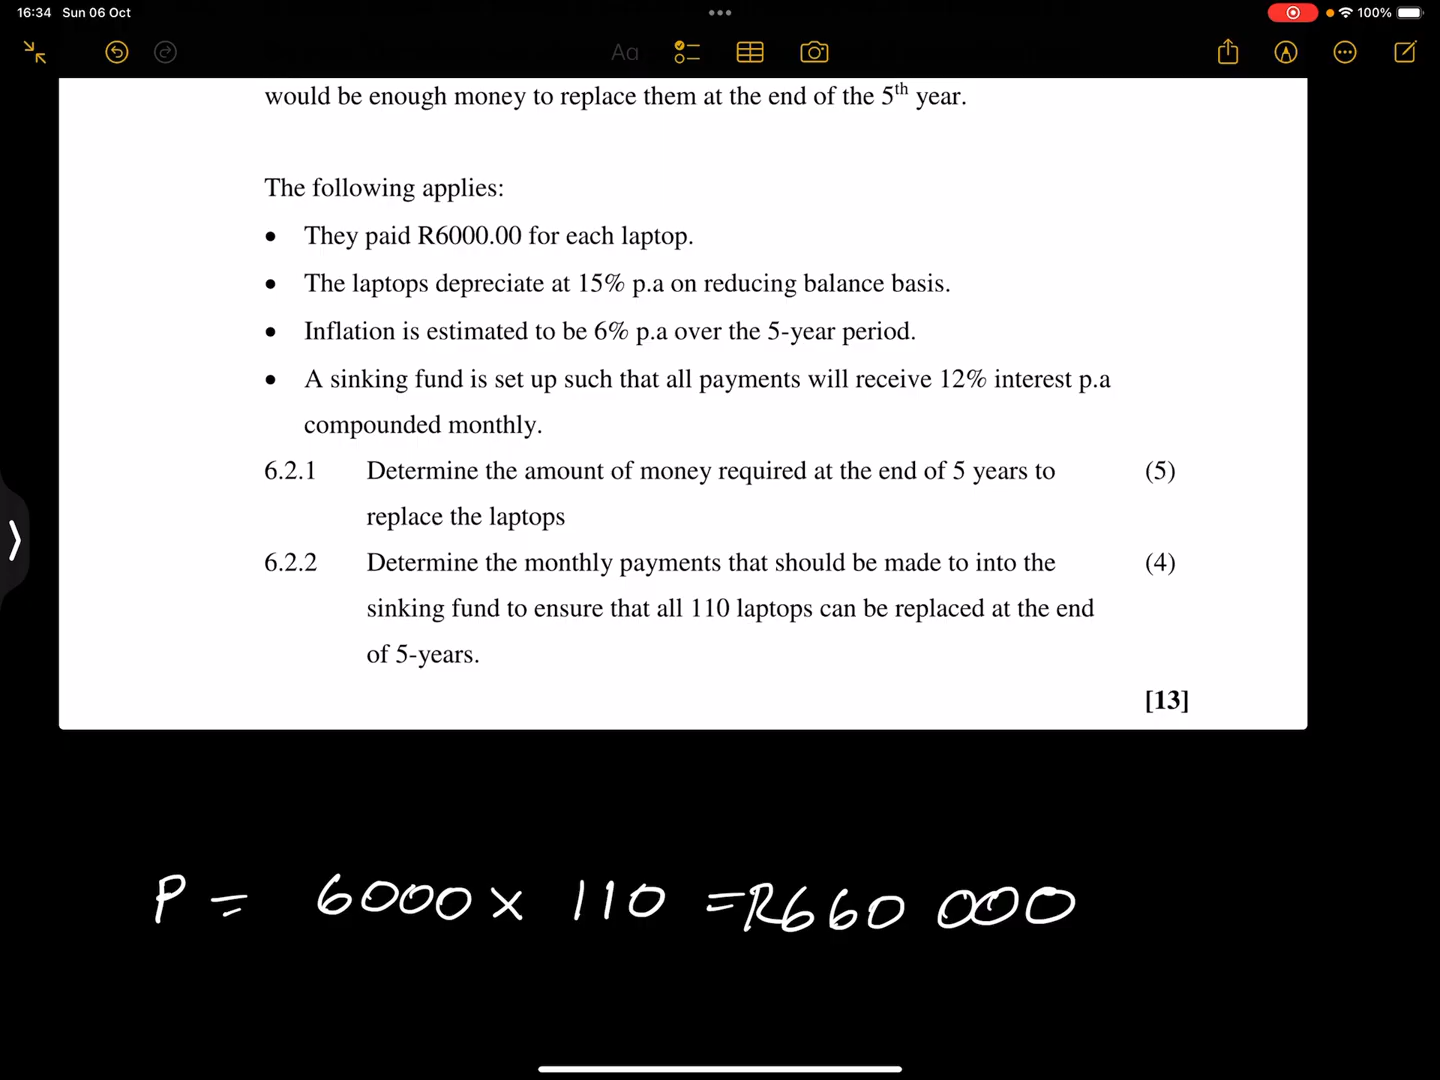 16:34 Sun 06 Oct
100%
Aa
would be enough money to replace them at the end of the 5th year.
The following applies:
• They paid R6000.00 for each laptop.
• The laptops depreciate at 15% p.a on reducing balance basis.
• Inflation is estimated to be 6% p.a over the 5-year period.
• A sinking fund is set up such that all payments will receive 12% interest p.a
compounded monthly.
6.2.1 Determine the amount of money required at the end of 5 years to (5)
replace the laptops
6.2.2 Determine the monthly payments that should be made to into the (4)
sinking fund to ensure that all 110 laptops can be replaced at the end
of 5-years.
[13]
P = 6000 x 110 = R660 000